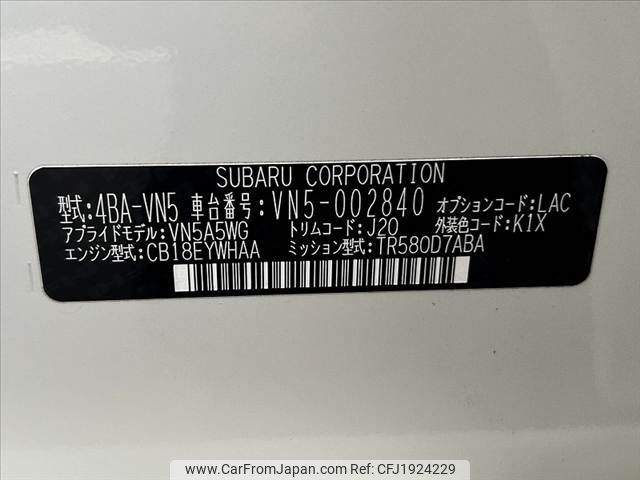 SUBARU CORPORATION
型式:4BA-VN5 車台番号:VN5-002840 オプションコード:LAC
アプライドモデル:VN5A5WG トリムコード:J20 外装色コード:K1X
エンジン型式:CB18EYWHAA ミッション型式:TR580D7ABA
www.CarFromJapan.com - Car ID: CFJ1924229